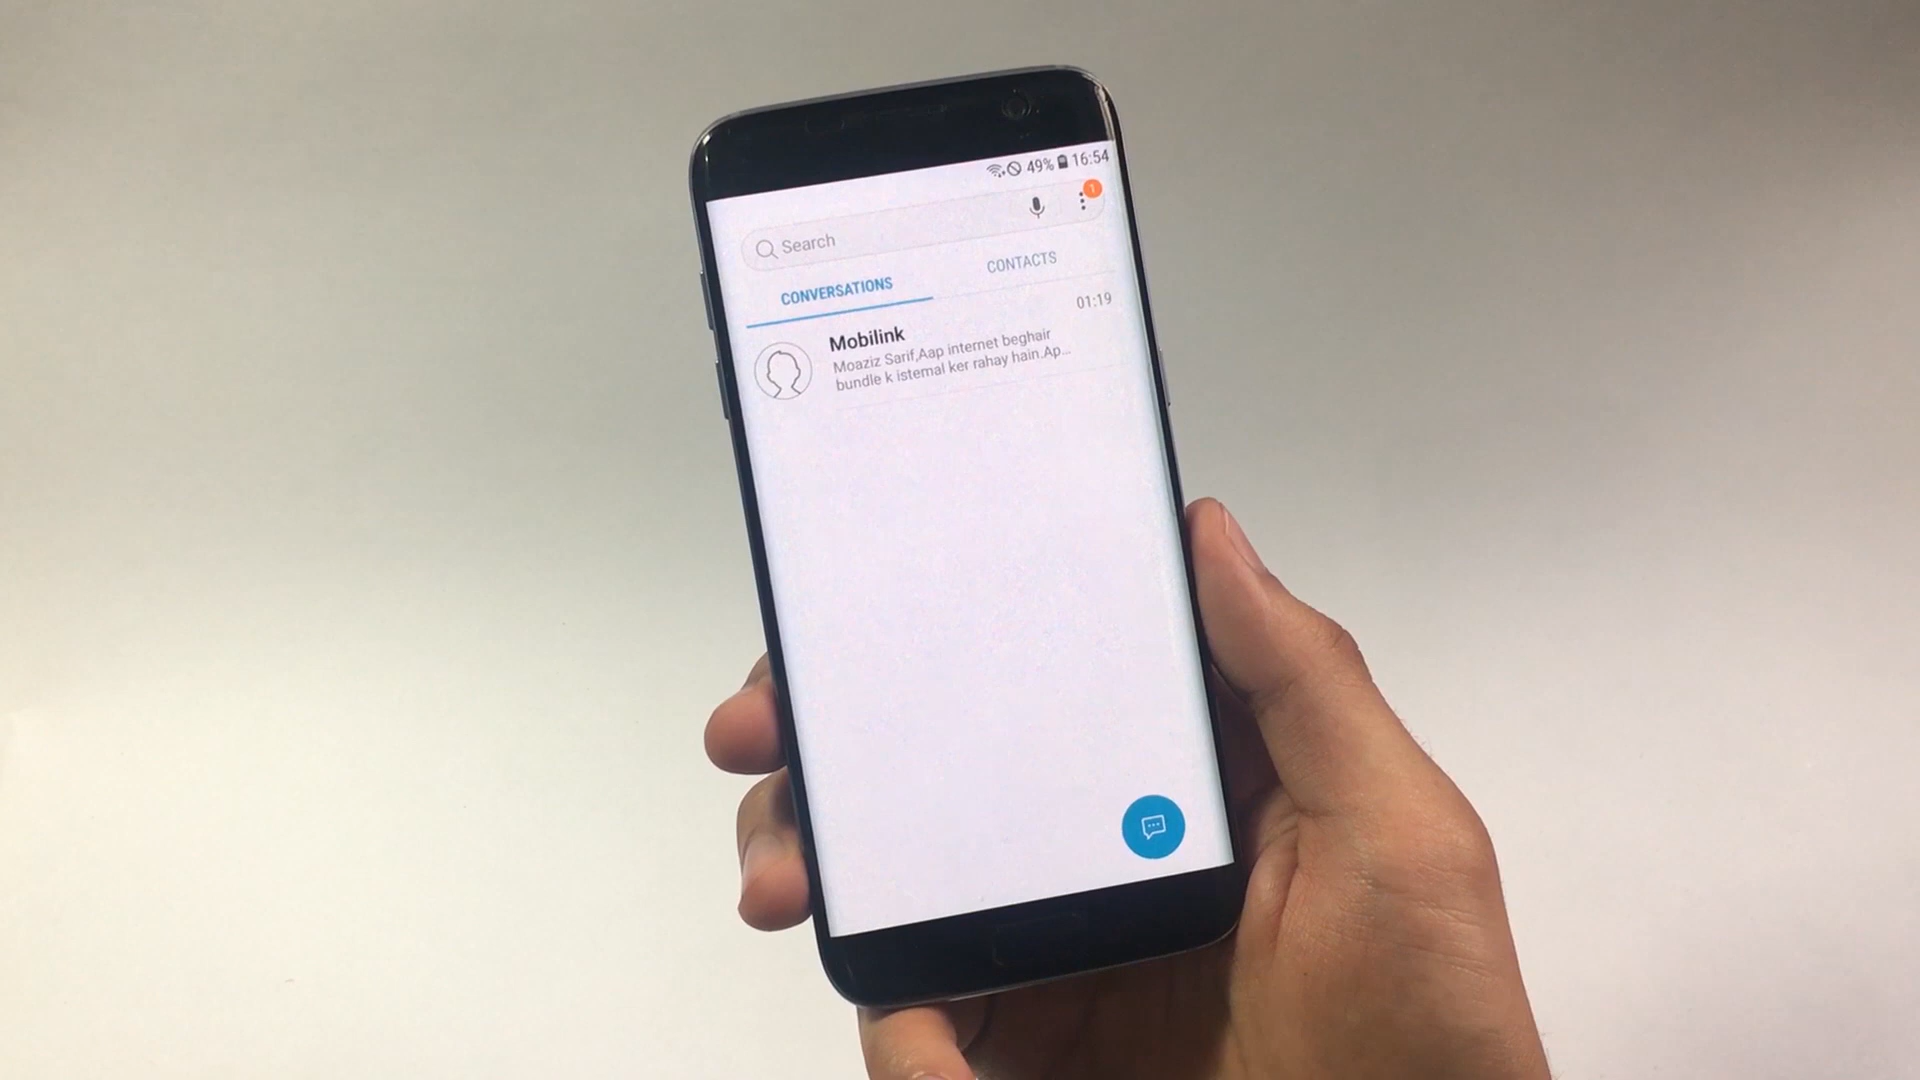 49% 16:54
1
Search
CONVERSATIONS CONTACTS
Mobilink 01:19
Moaziz Sarif,Aap internet beghair
bundle k istemal ker rahay hain.Ap...